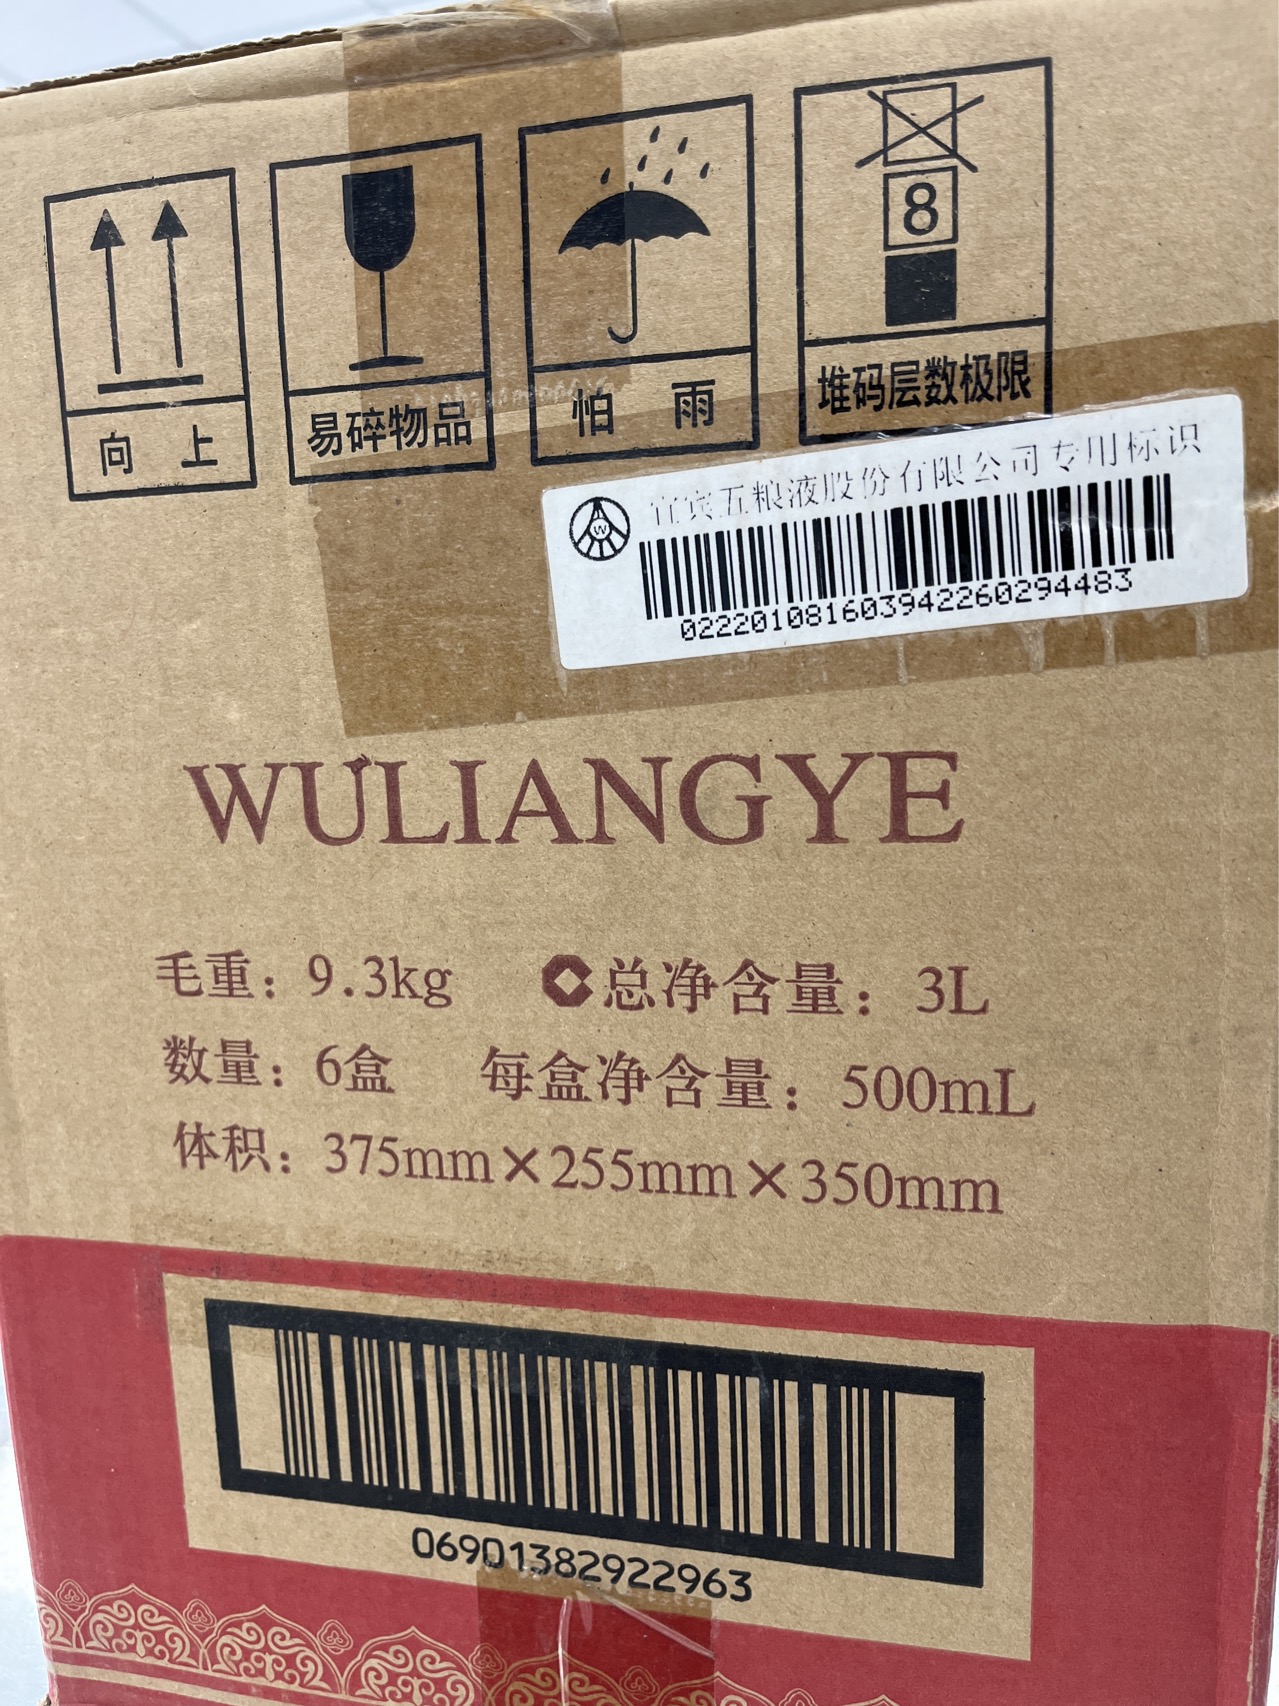 8
向 上
易碎物品
怕 雨
堆码层数极限
宜宾五粮液股份有限公司专用标识
W
022201081603942260294483
WULIANGYE
毛重：9.3kg 总净含量：3L
数量：6盒 每盒净含量：500mL
体积：375mm×255mm×350mm
06901382922963